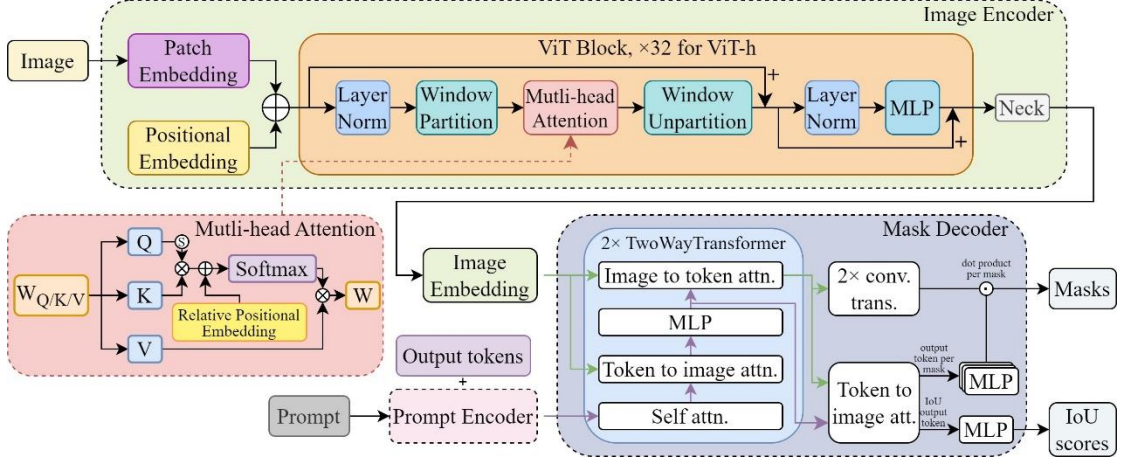 Image Encoder
Image
Patch
Embedding
Positional
Embedding
ViT Block, ×32 for ViT-h
Layer
Norm
Window
Partition
Mutli-head
Attention
Window
Unpartition
+
Layer
Norm
MLP
+
Neck
Mutli-head Attention
W Q/K/V
Q
S
K
V
Softmax
Relative Positional
Embedding
W
Image
Embedding
Output tokens
+
Prompt
Prompt Encoder
Mask Decoder
2× TwoWayTransformer
Image to token attn.
MLP
Token to image attn.
Self attn.
2× conv.
trans.
dot product
per mask
Masks
Token to
image att.
output
token per
mask
MLP
IoU
output
token
MLP
IoU
scores